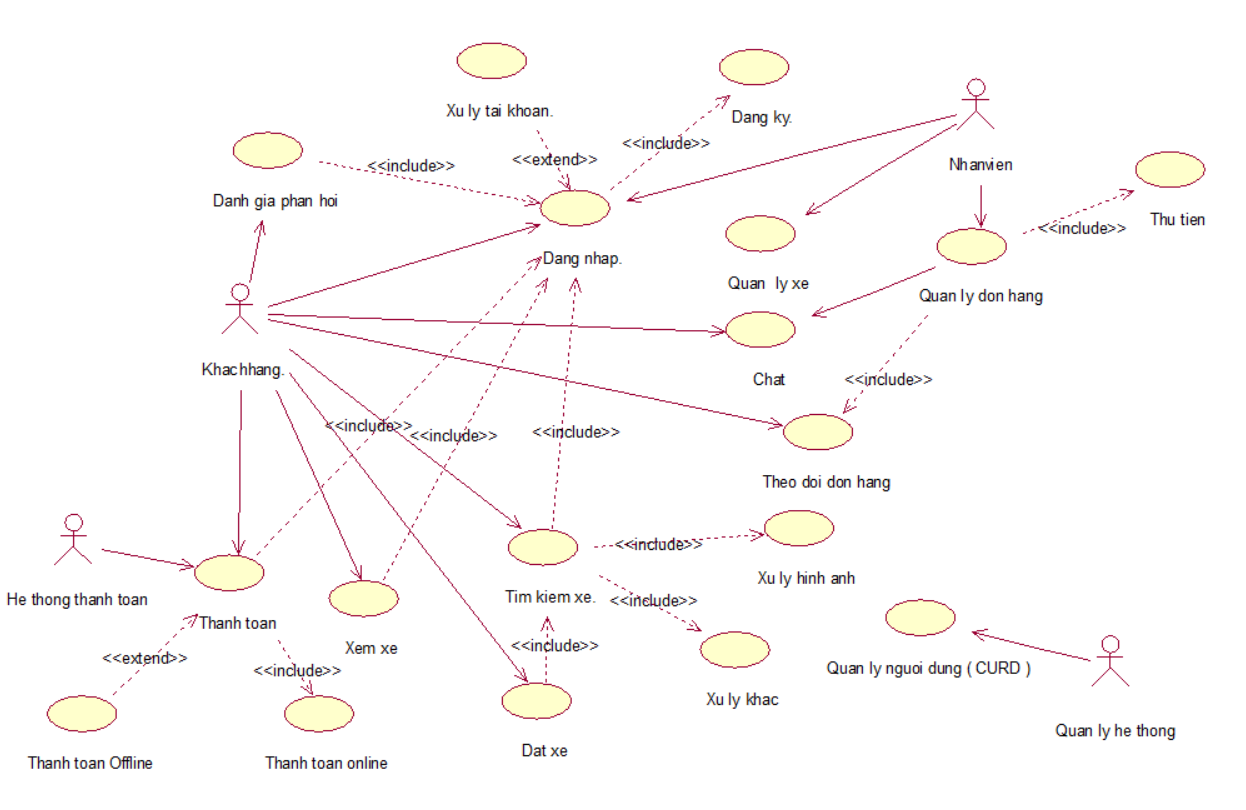 Xu ly tai khoan.
Dang ky.
<<include>>
<<extend>>
<<include>>
Nhanvien
Danh gia phan hoi
Thu tien
<<include>>
Dang nhap.
Quan ly xe
Quan ly don hang
Khachhang.
Chat
<<include>>
<<include>>
<<include>>
<<include>>
Theo doi don hang
<<include>>
Xu ly hinh anh
He thong thanh toan
Thanh toan
Tim kiem xe.
<<include>>
Xem xe
<<include>>
<<extend>>
<<include>>
Quan ly nguoi dung ( CURD )
Xu ly khac
Quan ly he thong
Thanh toan Offline
Thanh toan online
Dat xe